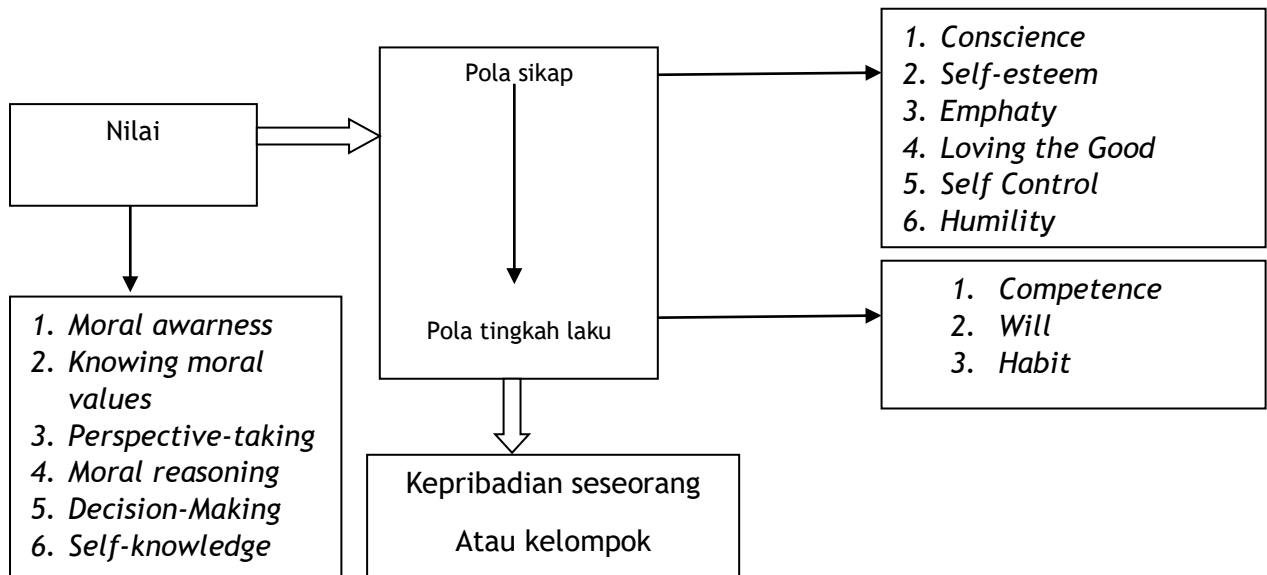 Nilai
1. Moral awarness
2. Knowing moral
values
3. Perspective-taking
4. Moral reasoning
5. Decision-Making
6. Self-knowledge
Pola sikap
Pola tingkah laku
Kepribadian seseorang
Atau kelompok
1. Conscience
2. Self-esteem
3. Emphaty
4. Loving the Good
5. Self Control
6. Humility
1. Competence
2. Will
3. Habit